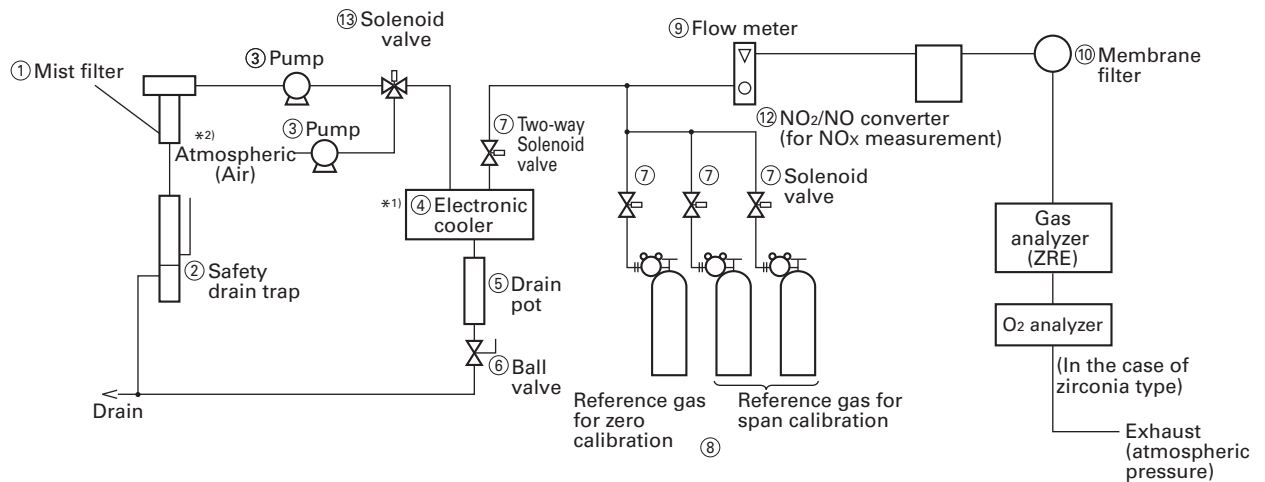 ⑬ Solenoid
valve
⑨ Flow meter
③ Pump
① Mist filter
⑩ Membrane
filter
③ Pump
*2)
Atmospheric
(Air)
⑦ Two-way
Solenoid
valve
⑫ NO2/NO converter
(for NOX measurement)
⑦
⑦
⑦ Solenoid
valve
*1)
④ Electronic
cooler
Gas
analyzer
(ZRE)
② Safety
drain trap
⑤ Drain
pot
O2 analyzer
⑥ Ball
valve
(In the case of
zirconia type)
Drain
Reference gas
for zero
calibration
Reference gas for
span calibration
⑧
Exhaust
(atmospheric
pressure)